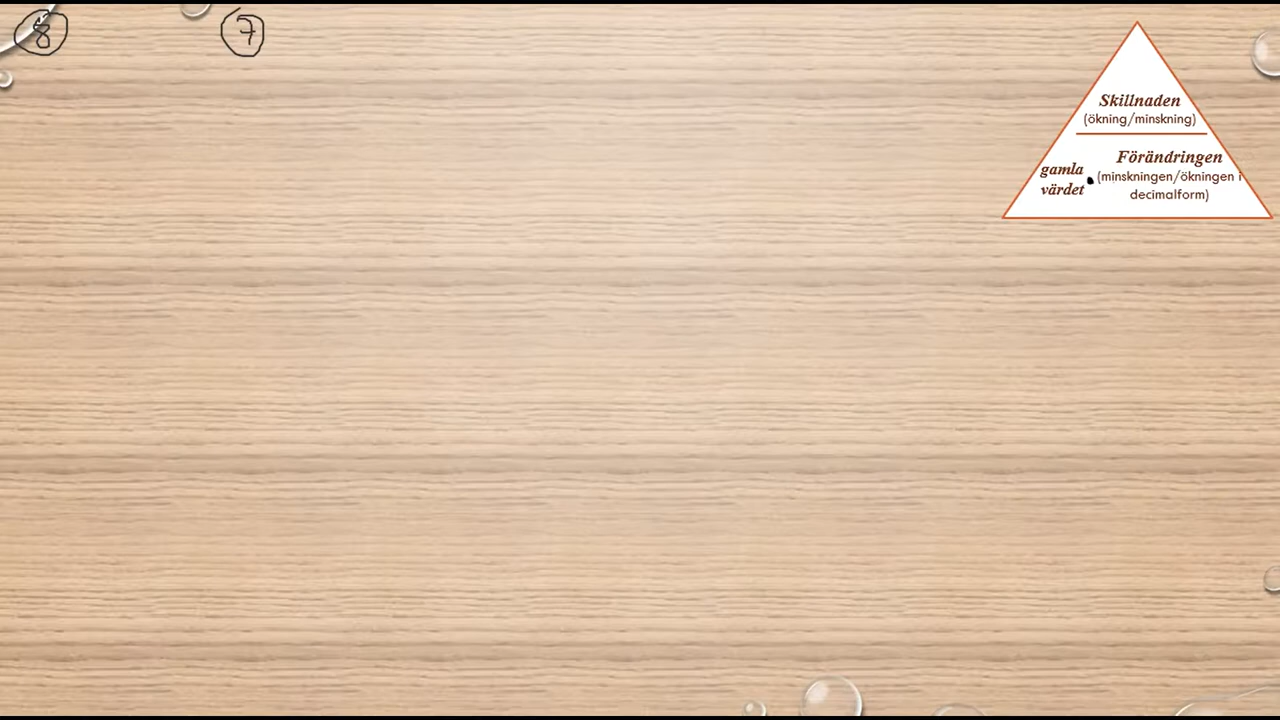 8 7
Skillnaden
(ökning/minskning)
gamla
värdet
Förändringen
(minskningen/ökningen i
decimalform)